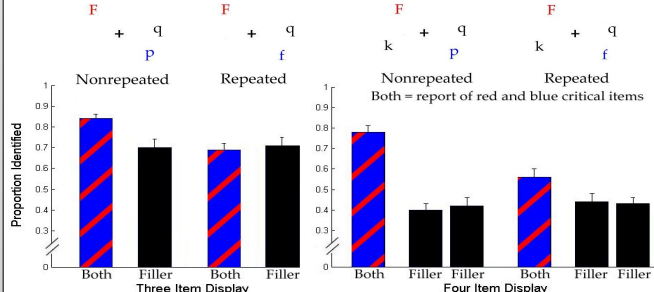 F
+ q
p
Nonrepeated
F
+ q
f
Repeated
Proportion Identified
1
0.9
0.8
0.7
0.6
0.5
0.4
0.3
0
Both Filler Both Filler
Three Item Display
F
+ q
k p
Nonrepeated
F
+ q
k f
Repeated
Both = report of red and blue critical items
1
0.9
0.8
0.7
0.6
0.5
0.4
0.3
0
Both Filler Filler Both Filler Filler
Four Item Display